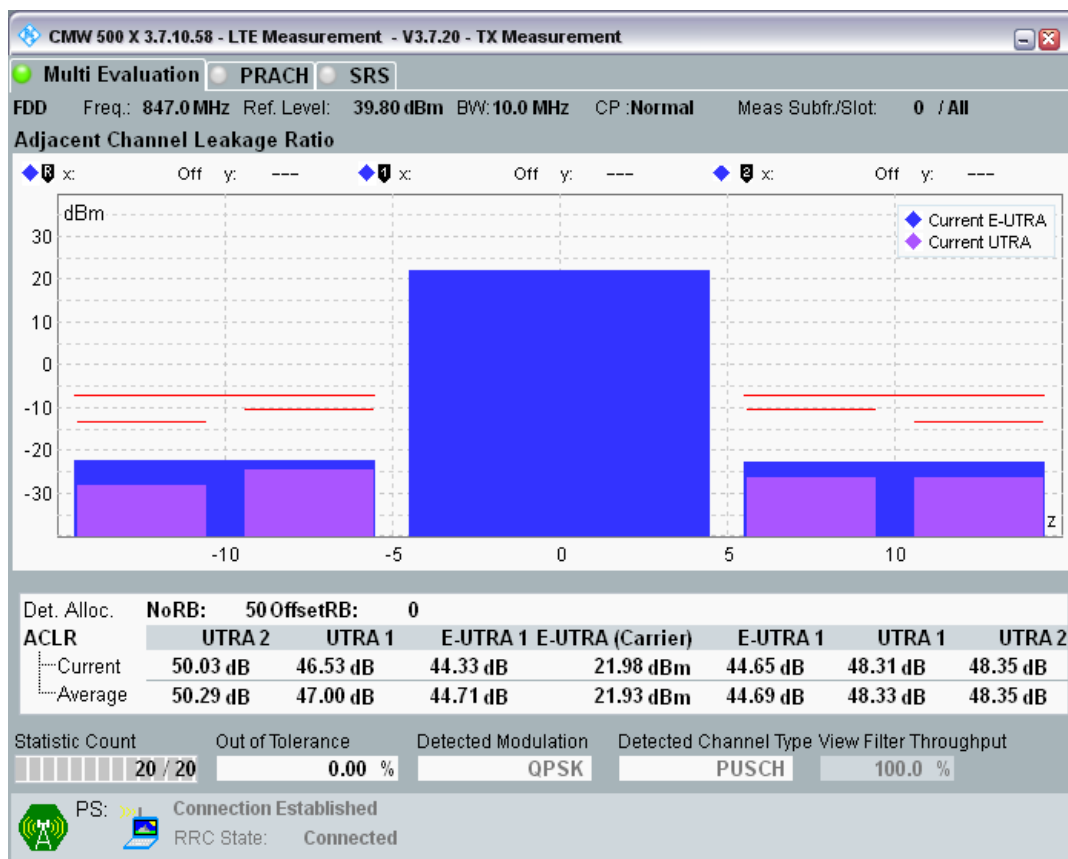 CMW 500 X 3.7.10.58 - LTE Measurement - V3.7.20 - TX Measurement
Multi Evaluation PRACH SRS
FDD Freq.: 847.0 MHz Ref. Level: 39.80 dBm BW: 10.0 MHz CP :Normal Meas Subfr./Slot: 0 / All
Adjacent Channel Leakage Ratio
R x: Off y: --- 1 x: Off y: --- 2 x: Off y: ---
dBm
Current E-UTRA
Current UTRA
30
20
10
0
-10
-20
-30
z
-10 -5 0 5 10
Det. Alloc. NoRB: 50 OffsetRB: 0
ACLR UTRA 2 UTRA 1 E-UTRA 1 E-UTRA (Carrier) E-UTRA 1 UTRA 1 UTRA 2
Current 50.03 dB 46.53 dB 44.33 dB 21.98 dBm 44.65 dB 48.31 dB 48.35 dB
Average 50.29 dB 47.00 dB 44.71 dB 21.93 dBm 44.69 dB 48.33 dB 48.35 dB
Statistic Count Out of Tolerance Detected Modulation Detected Channel Type View Filter Throughput
20 / 20 0.00 % QPSK PUSCH 100.0 %
PS: Connection Established
RRC State: Connected